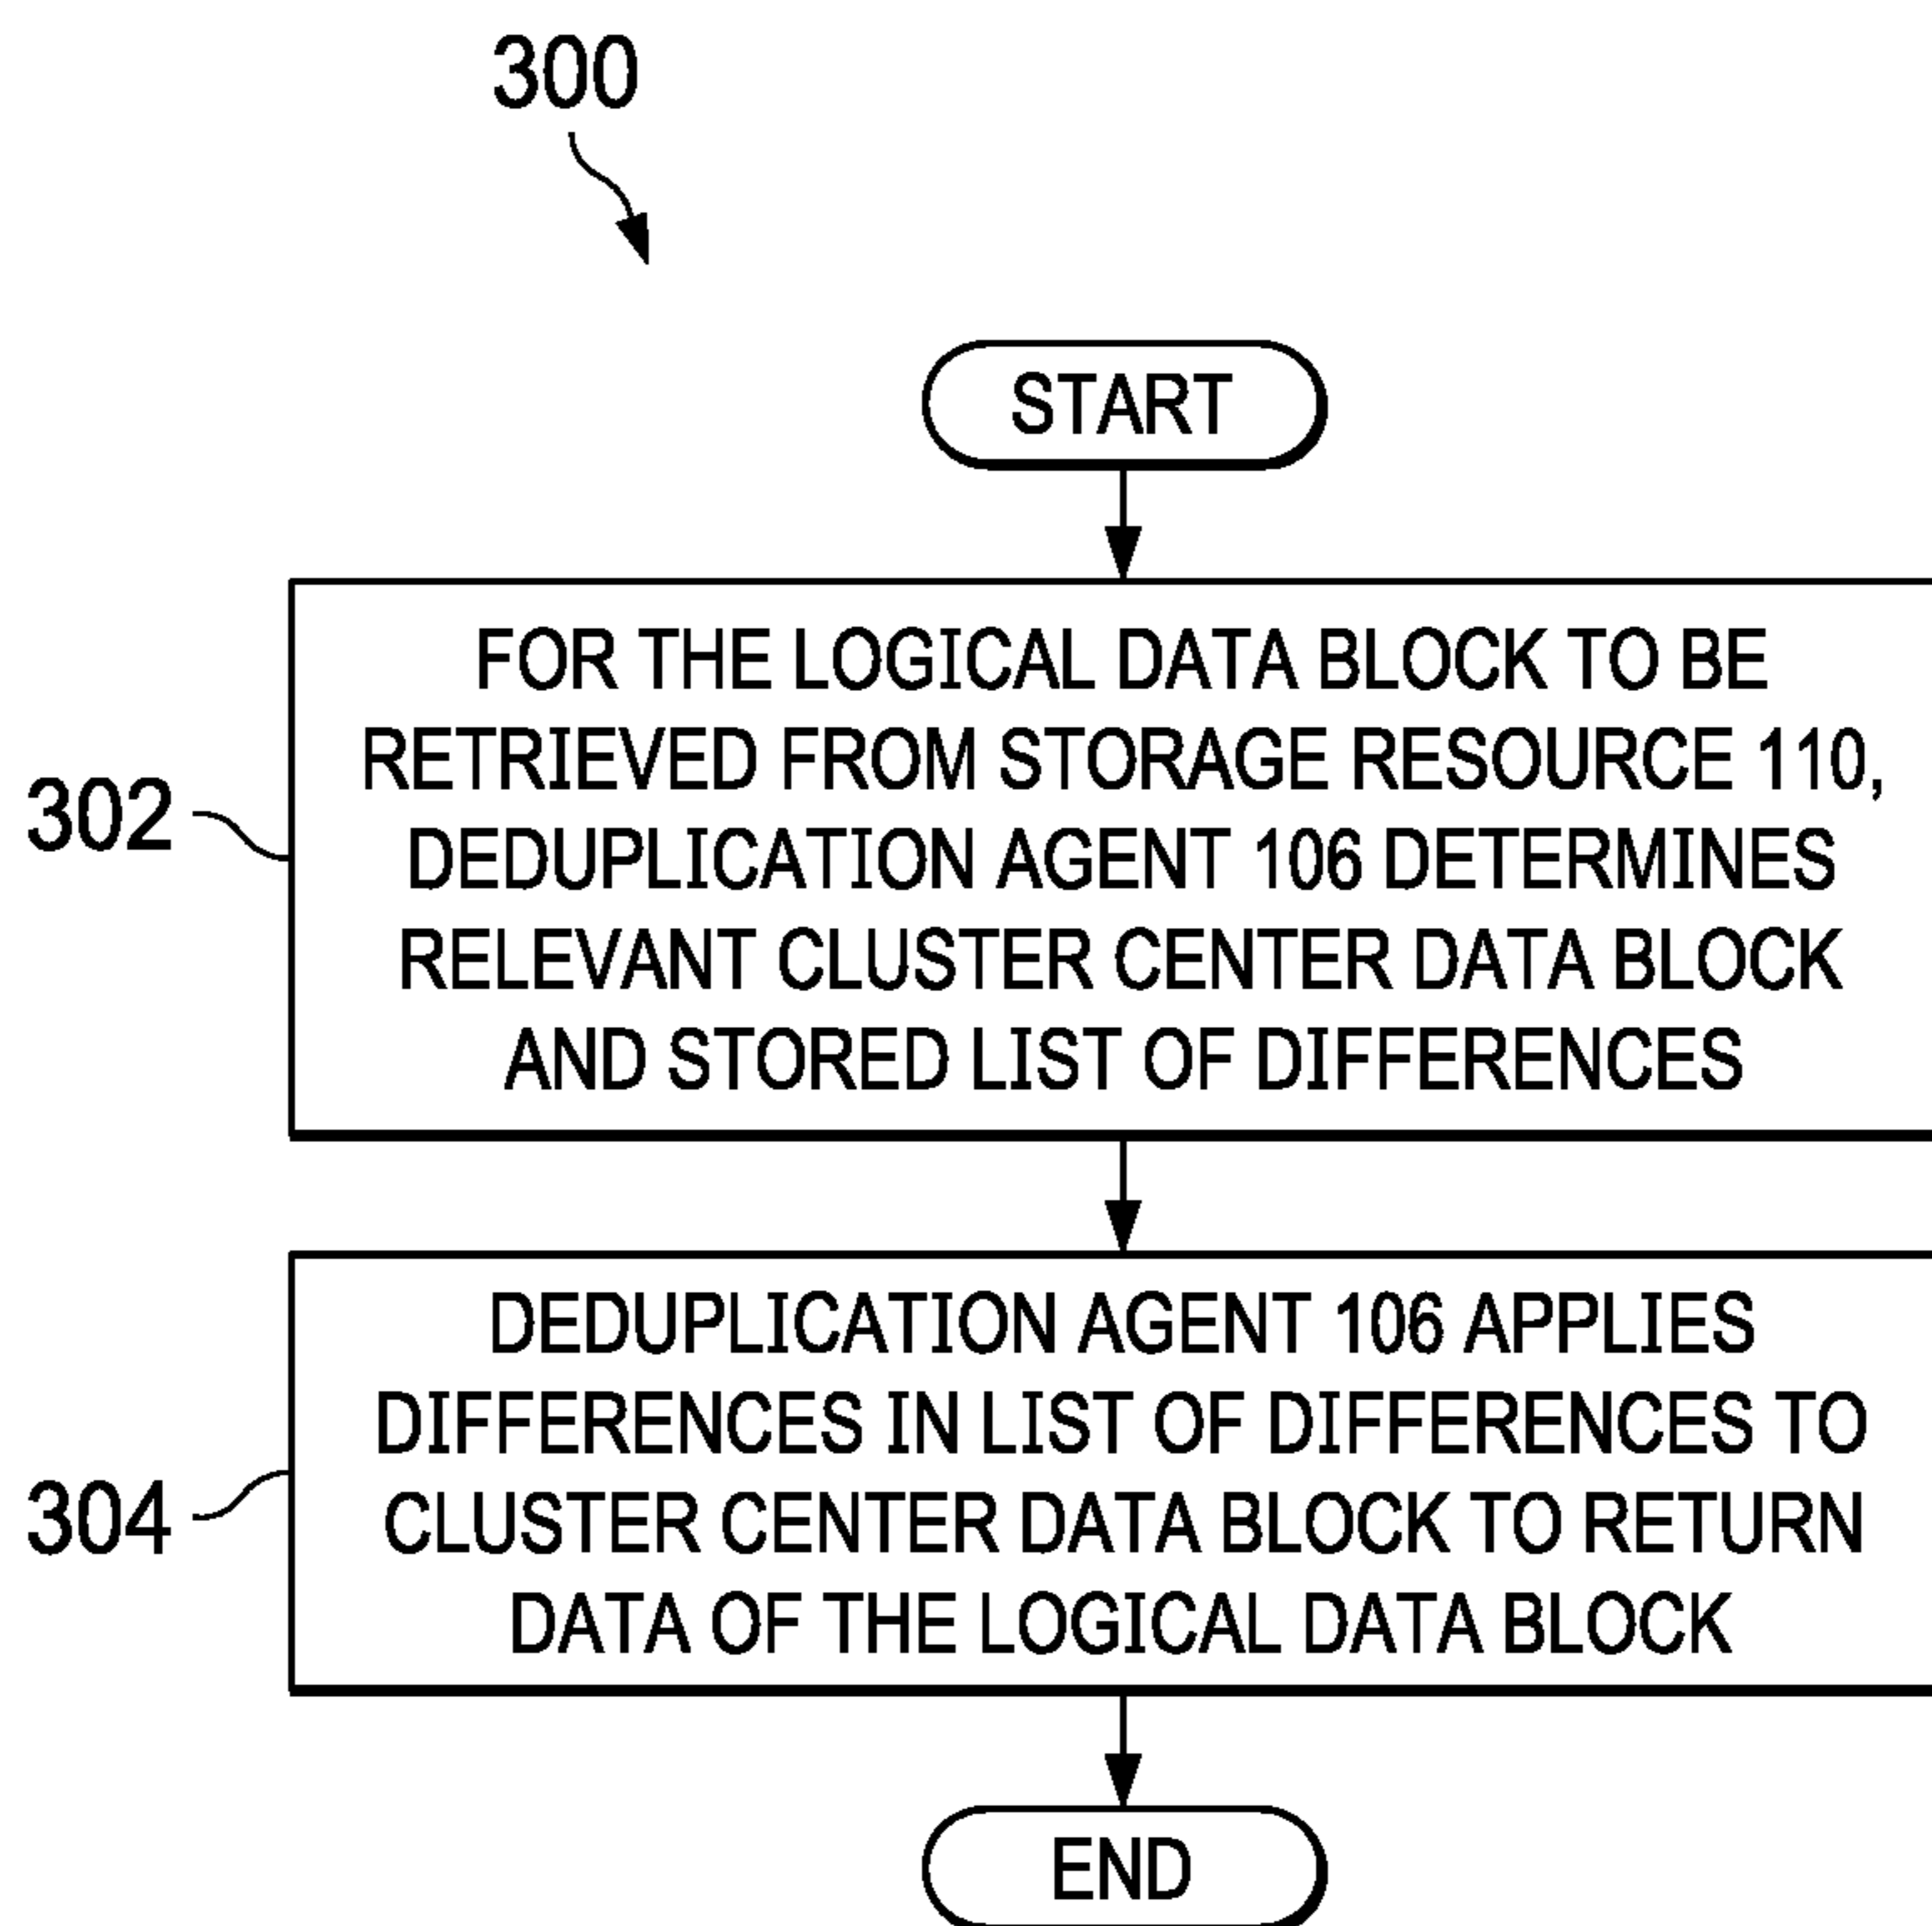 300
START
302
FOR THE LOGICAL DATA BLOCK TO BE
RETRIEVED FROM STORAGE RESOURCE 110,
DEDUPLICATION AGENT 106 DETERMINES
RELEVANT CLUSTER CENTER DATA BLOCK
AND STORED LIST OF DIFFERENCES
304
DEDUPLICATION AGENT 106 APPLIES
DIFFERENCES IN LIST OF DIFFERENCES TO
CLUSTER CENTER DATA BLOCK TO RETURN
DATA OF THE LOGICAL DATA BLOCK
END